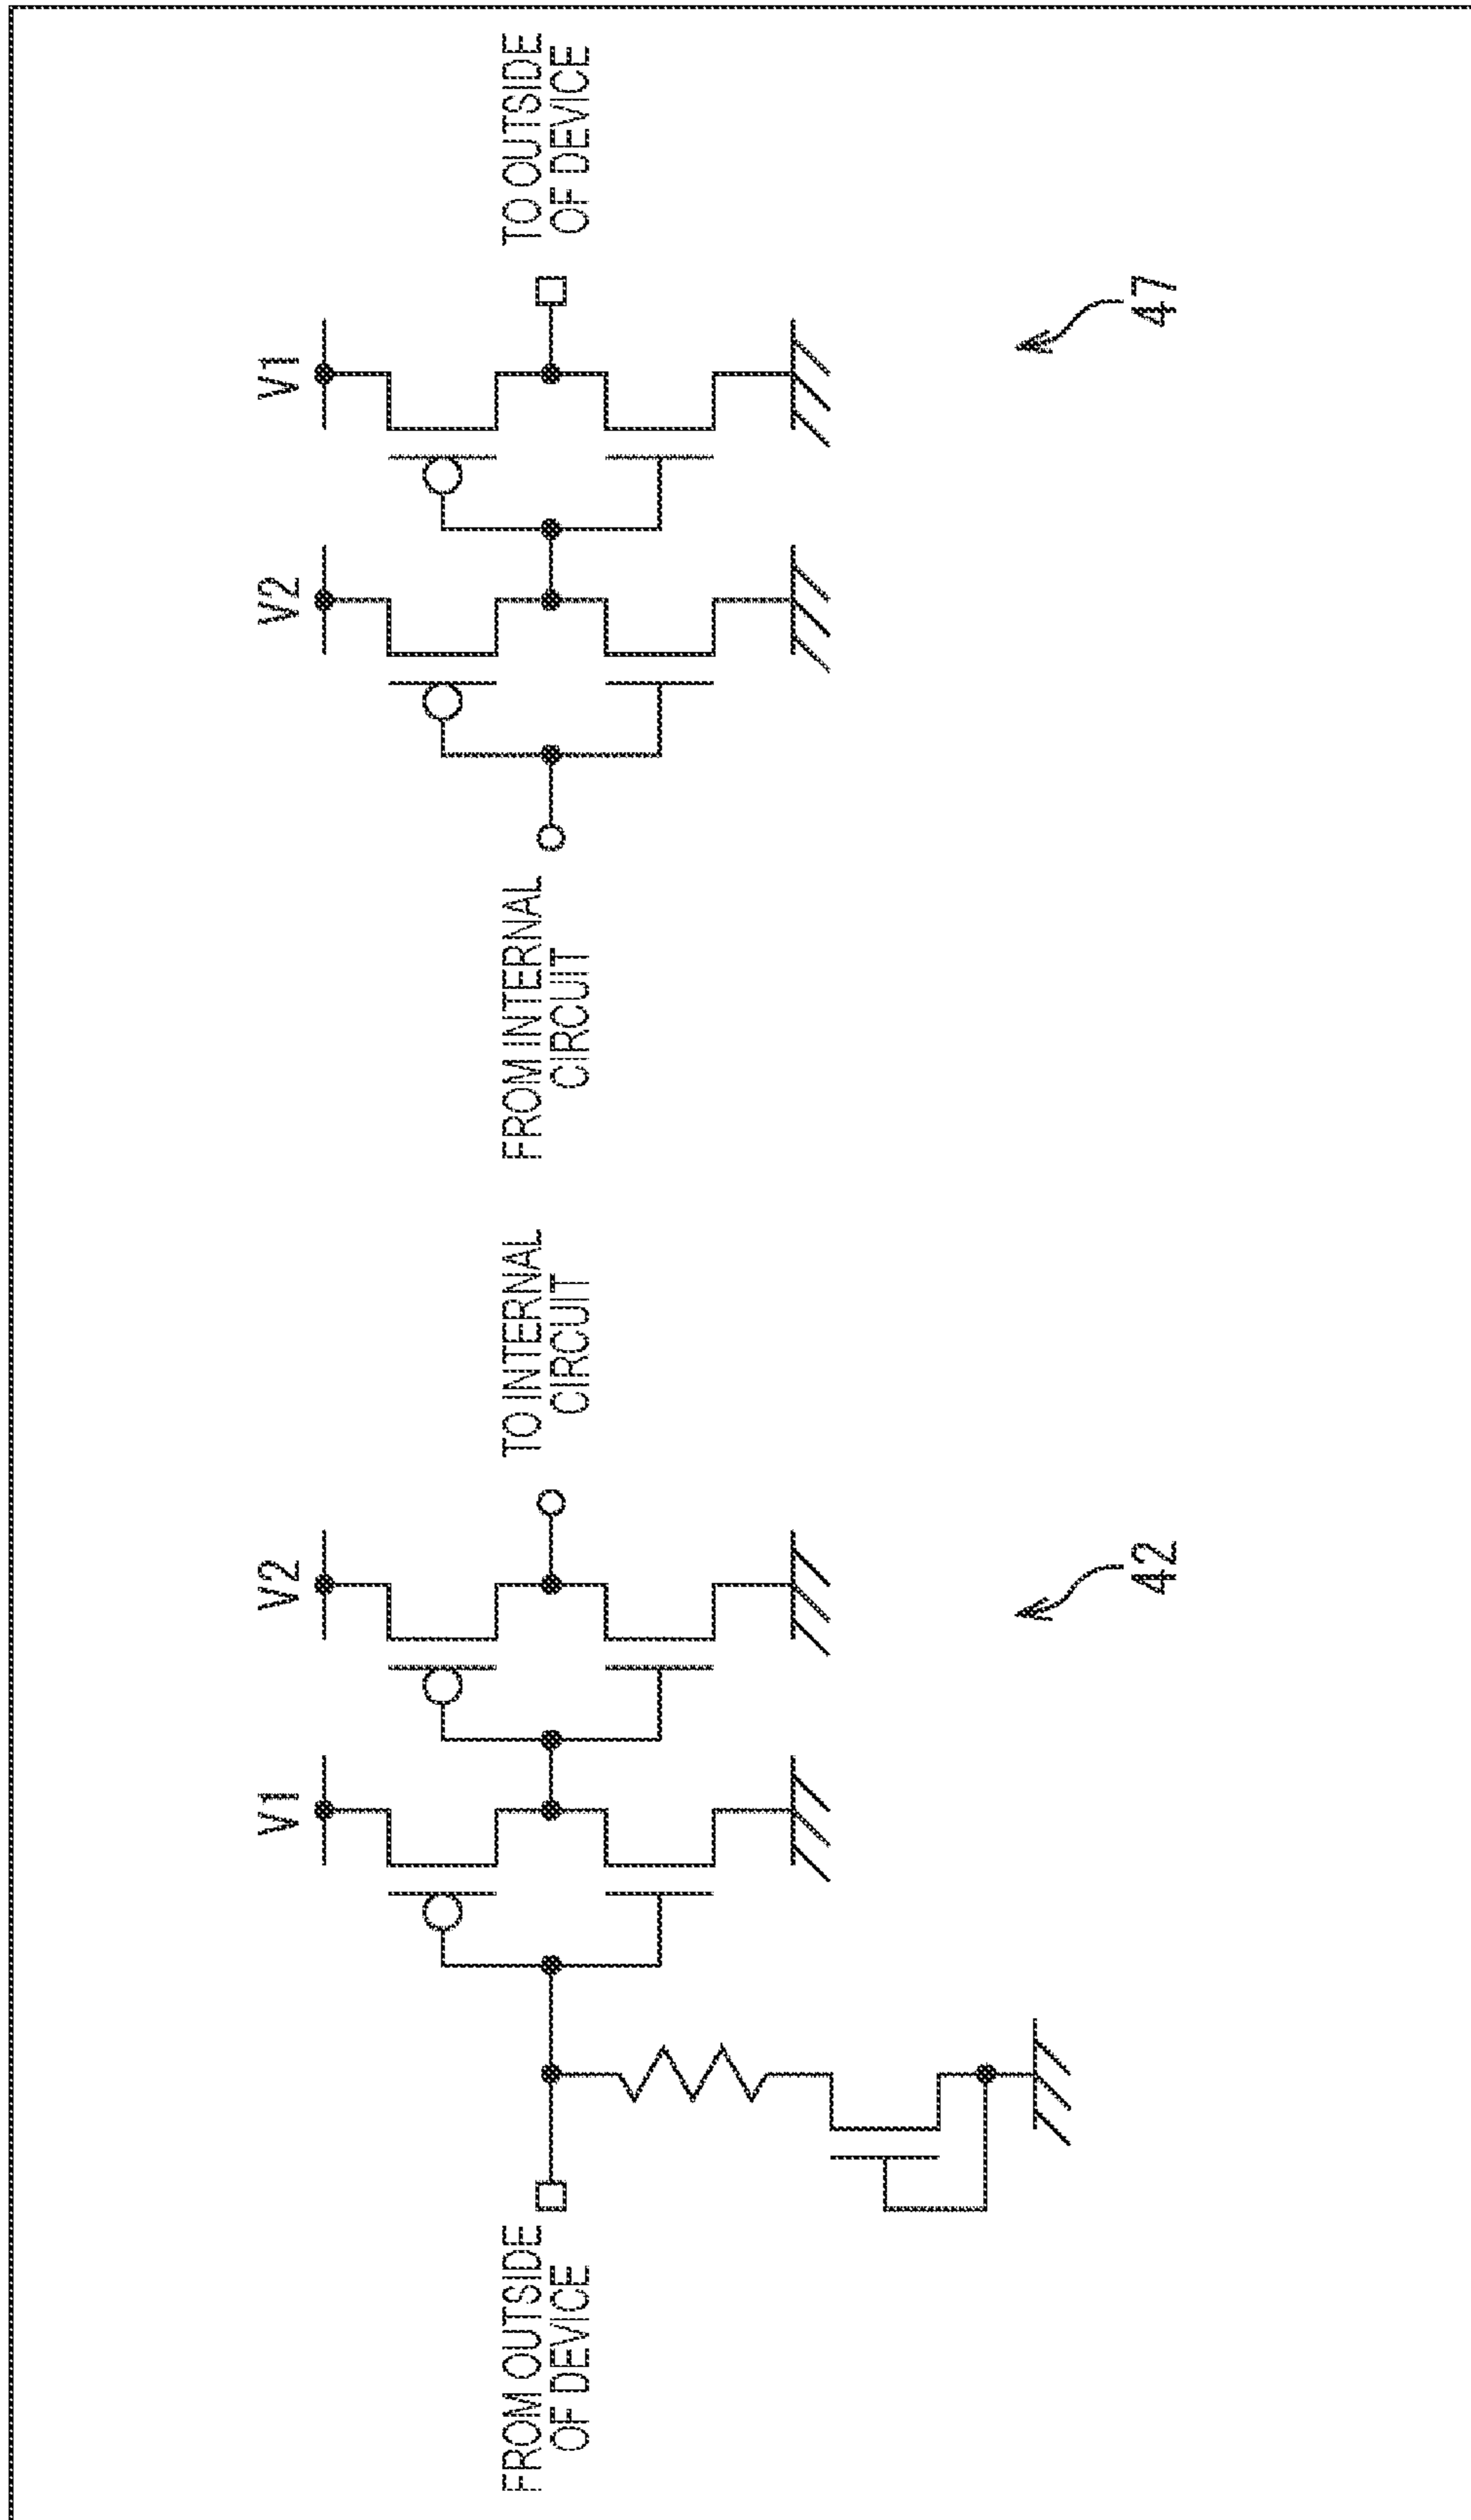 FROM OUTSIDE
OF DEVICE
V1
V2
TO INTERNAL
CIRCUIT
42
FROM INTERNAL
CIRCUIT
V2
V1
TO OUTSIDE
OF DEVICE
47